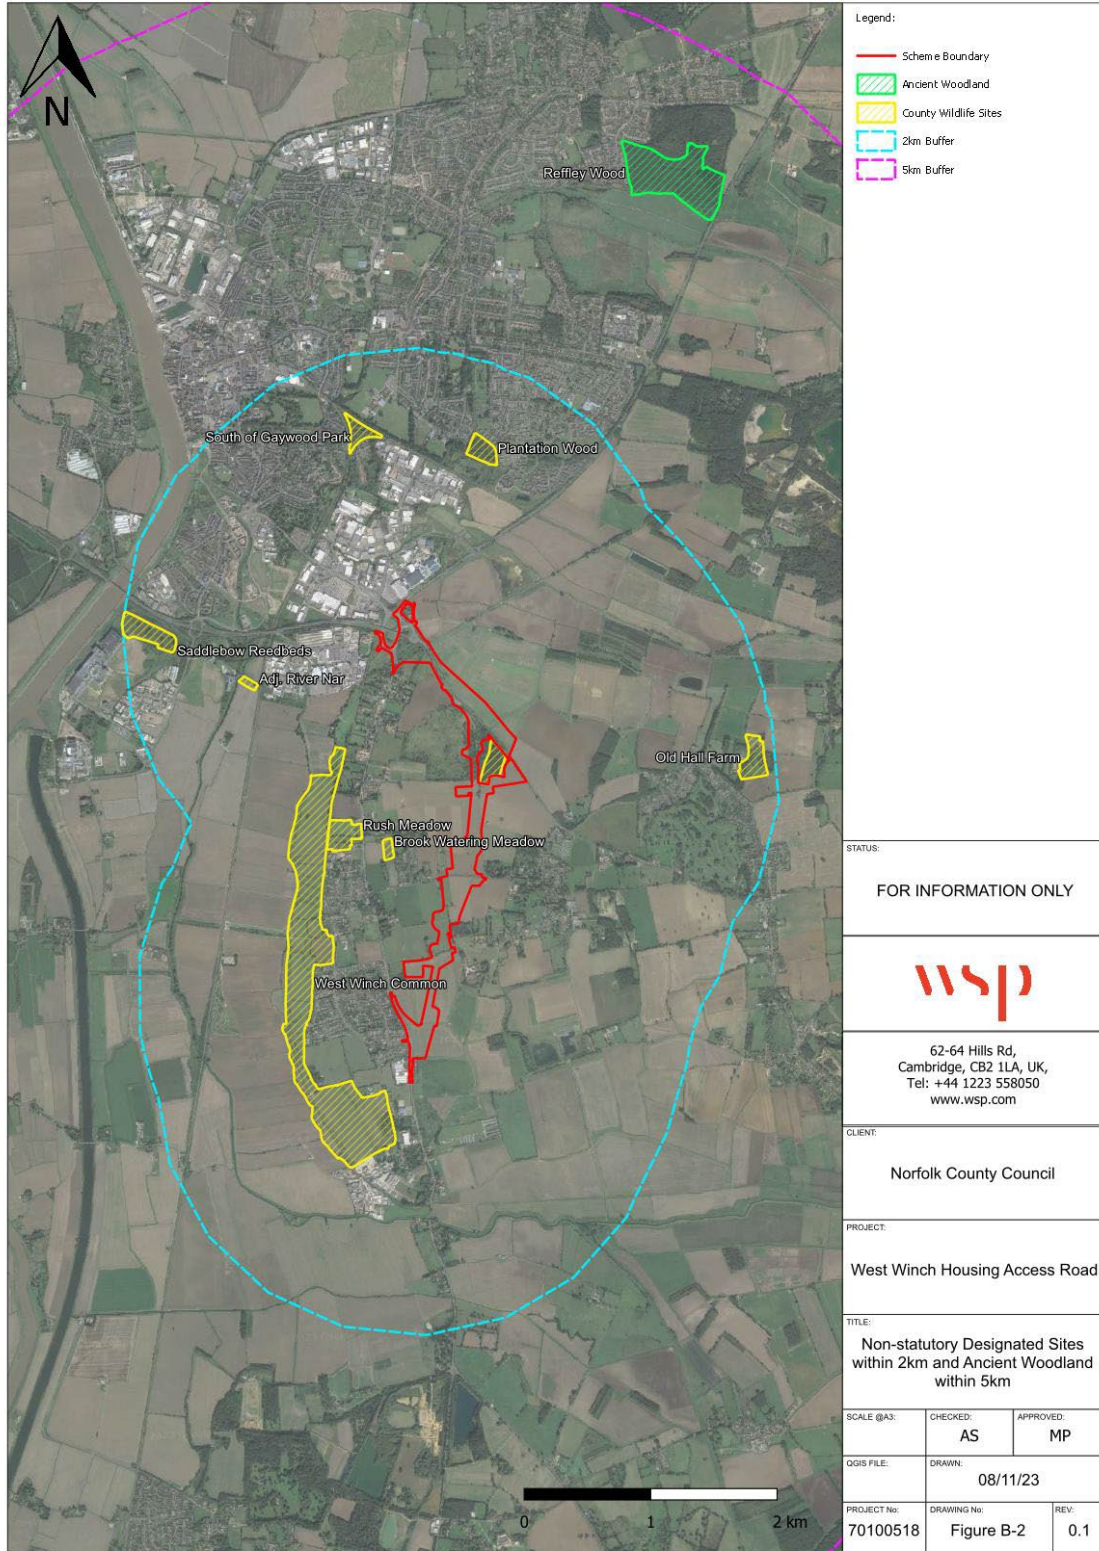 N
Reffley Wood
South of Gaywood Park
Plantation Wood
Saddlebow Reedbeds
Adj. River Nar
Old Hall Farm
Rush Meadow
Brook Watering Meadow
West Winch Common
0 1 2 km
Legend:
Scheme Boundary
Ancient Woodland
County Wildlife Sites
2km Buffer
5km Buffer
STATUS:
FOR INFORMATION ONLY
wsp
62-64 Hills Rd,
Cambridge, CB2 1LA, UK,
Tel: +44 1223 558050
www.wsp.com
CLIENT:
Norfolk County Council
PROJECT:
West Winch Housing Access Road
TITLE:
Non-statutory Designated Sites
within 2km and Ancient Woodland
within 5km
SCALE @A3: CHECKED: APPROVED:
AS MP
QGIS FILE: DRAWN:
08/11/23
PROJECT No: DRAWING No: REV:
70100518 Figure B-2 0.1